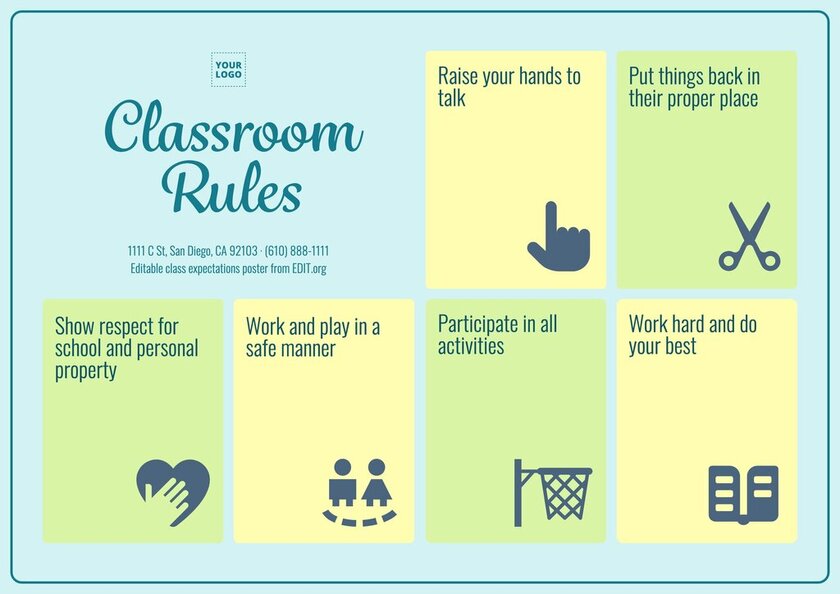 YOUR
LOGO
Classroom
Rules
1111 C St, San Diego, CA 92103 · (610) 888-1111
Editable class expectations poster from EDIT.org
Raise your hands to
talk
Put things back in
their proper place
Show respect for
school and personal
property
Work and play in a
safe manner
Participate in all
activities
Work hard and do
your best